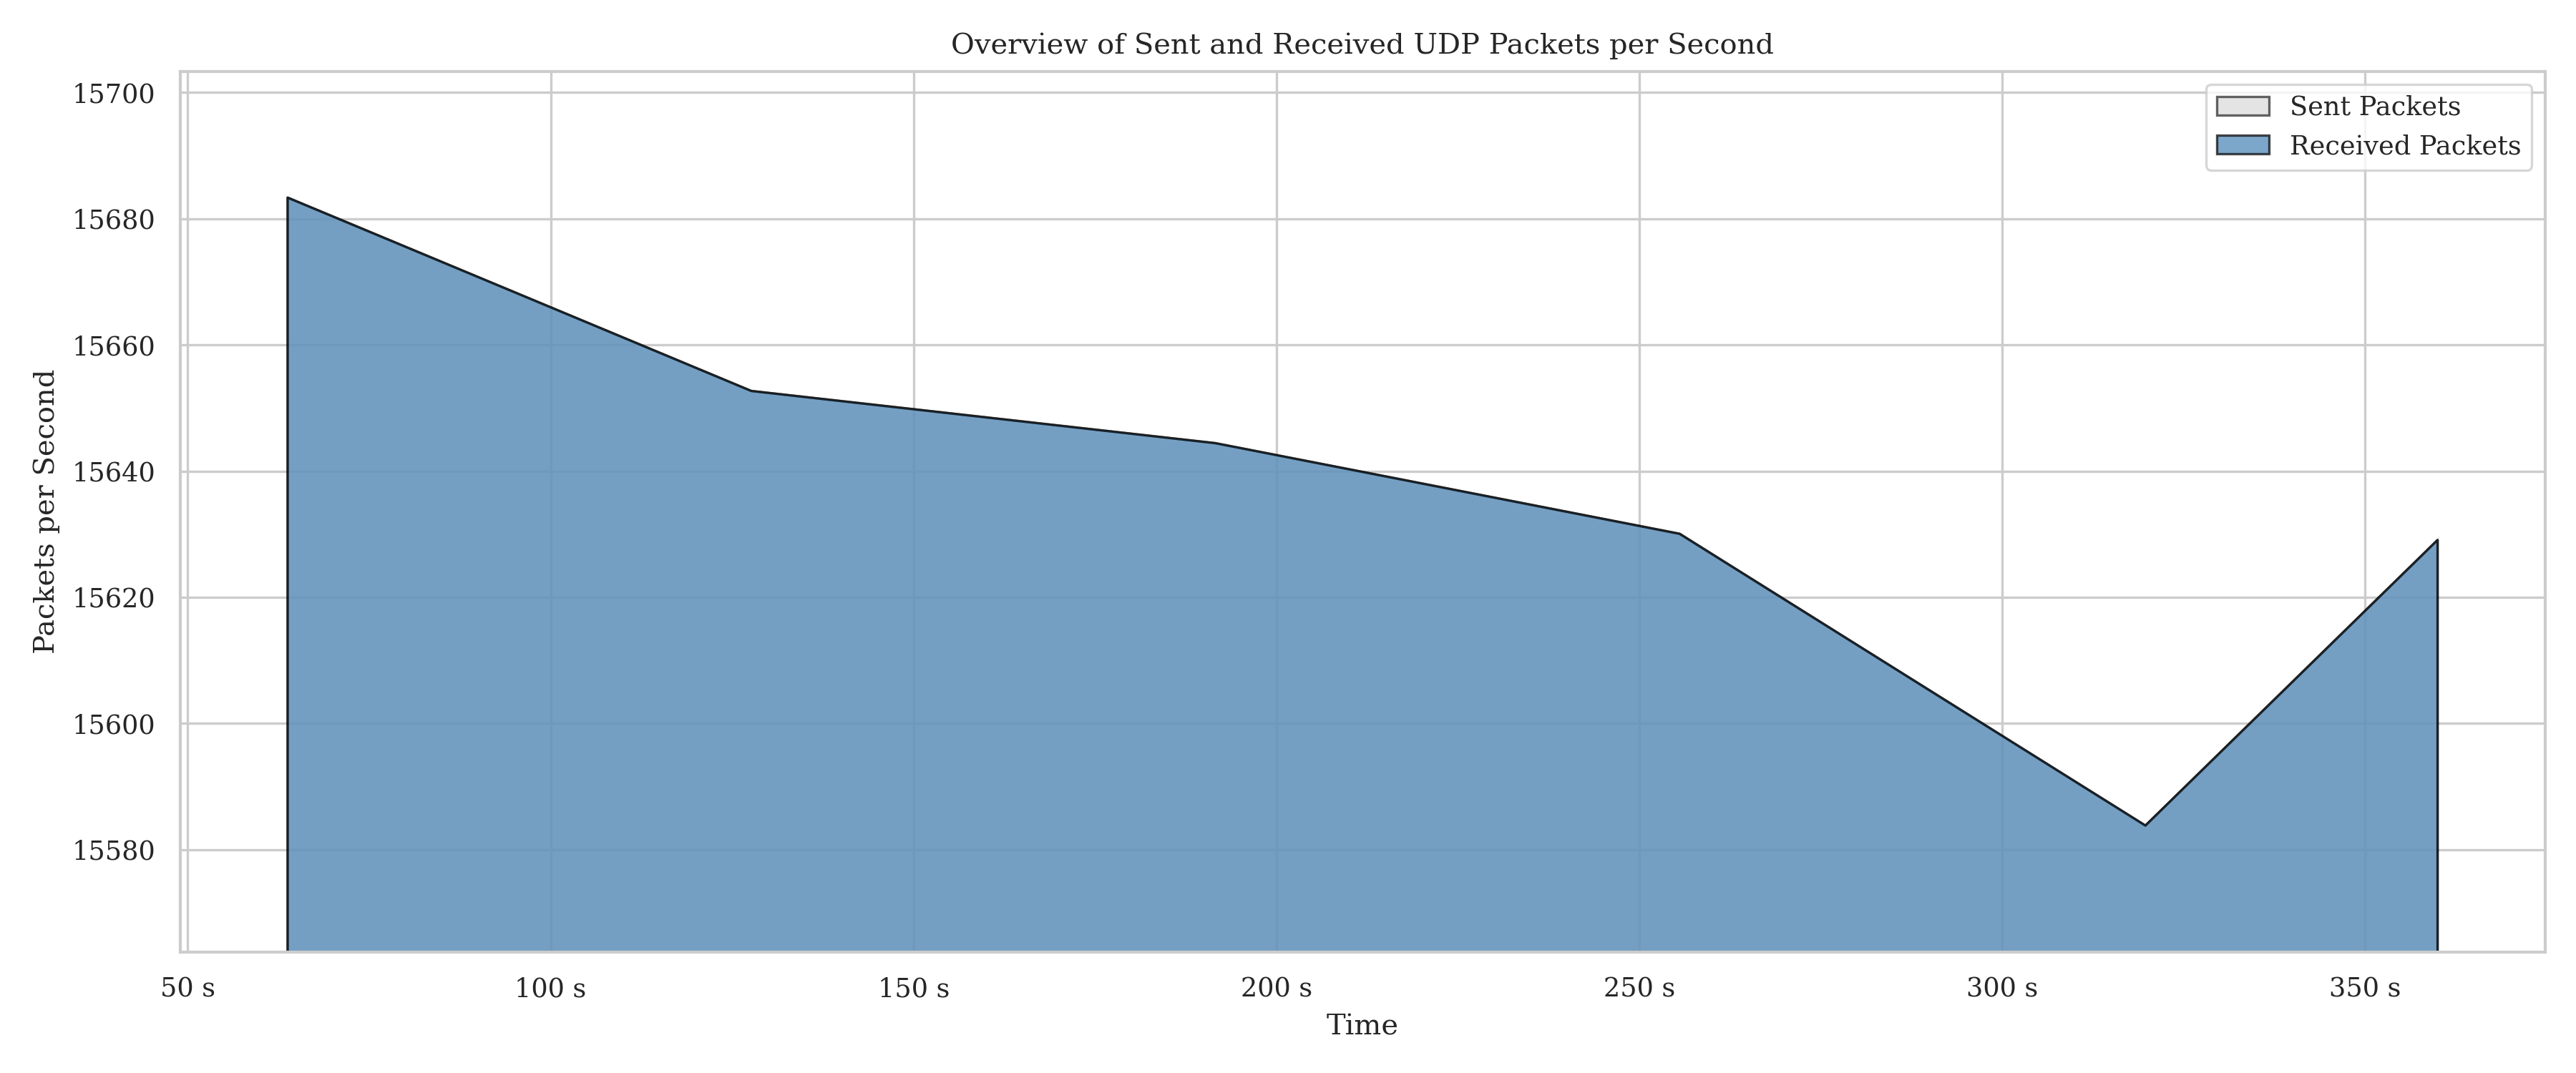 Overview of Sent and Received UDP Packets per Second
Sent Packets
Received Packets
Packets per Second
15700
15680
15660
15640
15620
15600
15580
50 s
100 s
150 s
200 s
250 s
300 s
350 s
Time